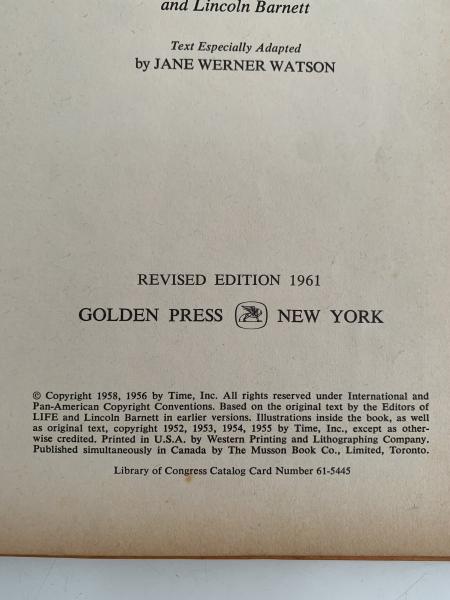 and Lincoln Barnett
Text Especially Adapted
by JANE WERNER WATSON
REVISED EDITION 1961
GOLDEN PRESS NEW YORK
© Copyright 1958, 1956 by Time, Inc. All rights reserved under International and
Pan-American Copyright Conventions. Based on the original text by the Editors of
LIFE and Lincoln Barnett in earlier versions. Illustrations inside the book, as well
as original text, copyright 1952, 1953, 1954, 1955 by Time, Inc., except as other-
wise credited. Printed in U.S.A. by Western Printing and Lithographing Company.
Published simultaneously in Canada by The Musson Book Co., Limited, Toronto.
Library of Congress Catalog Card Number 61-5445